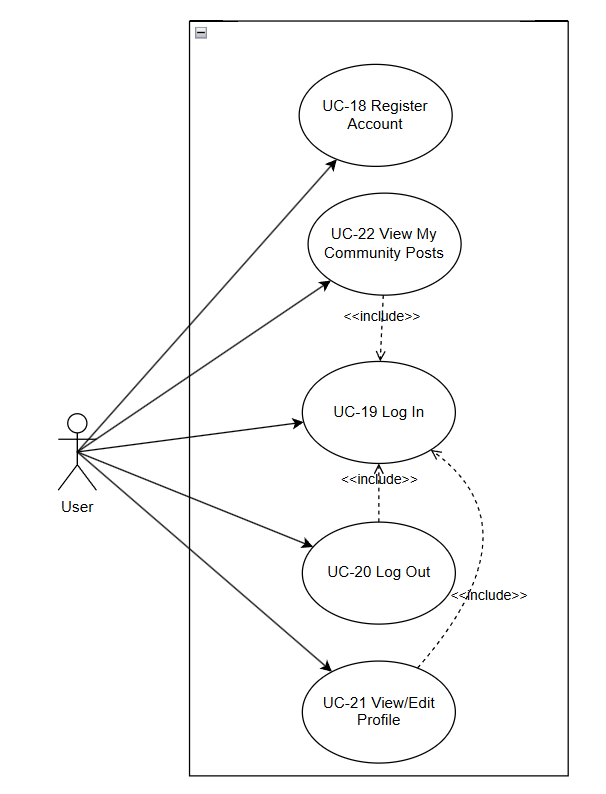 UC-18 Register
Account
UC-22 View My
Community Posts
<<include>>
UC-19 Log In
<<include>>
User
UC-20 Log Out
<<include>>
UC-21 View/Edit
Profile